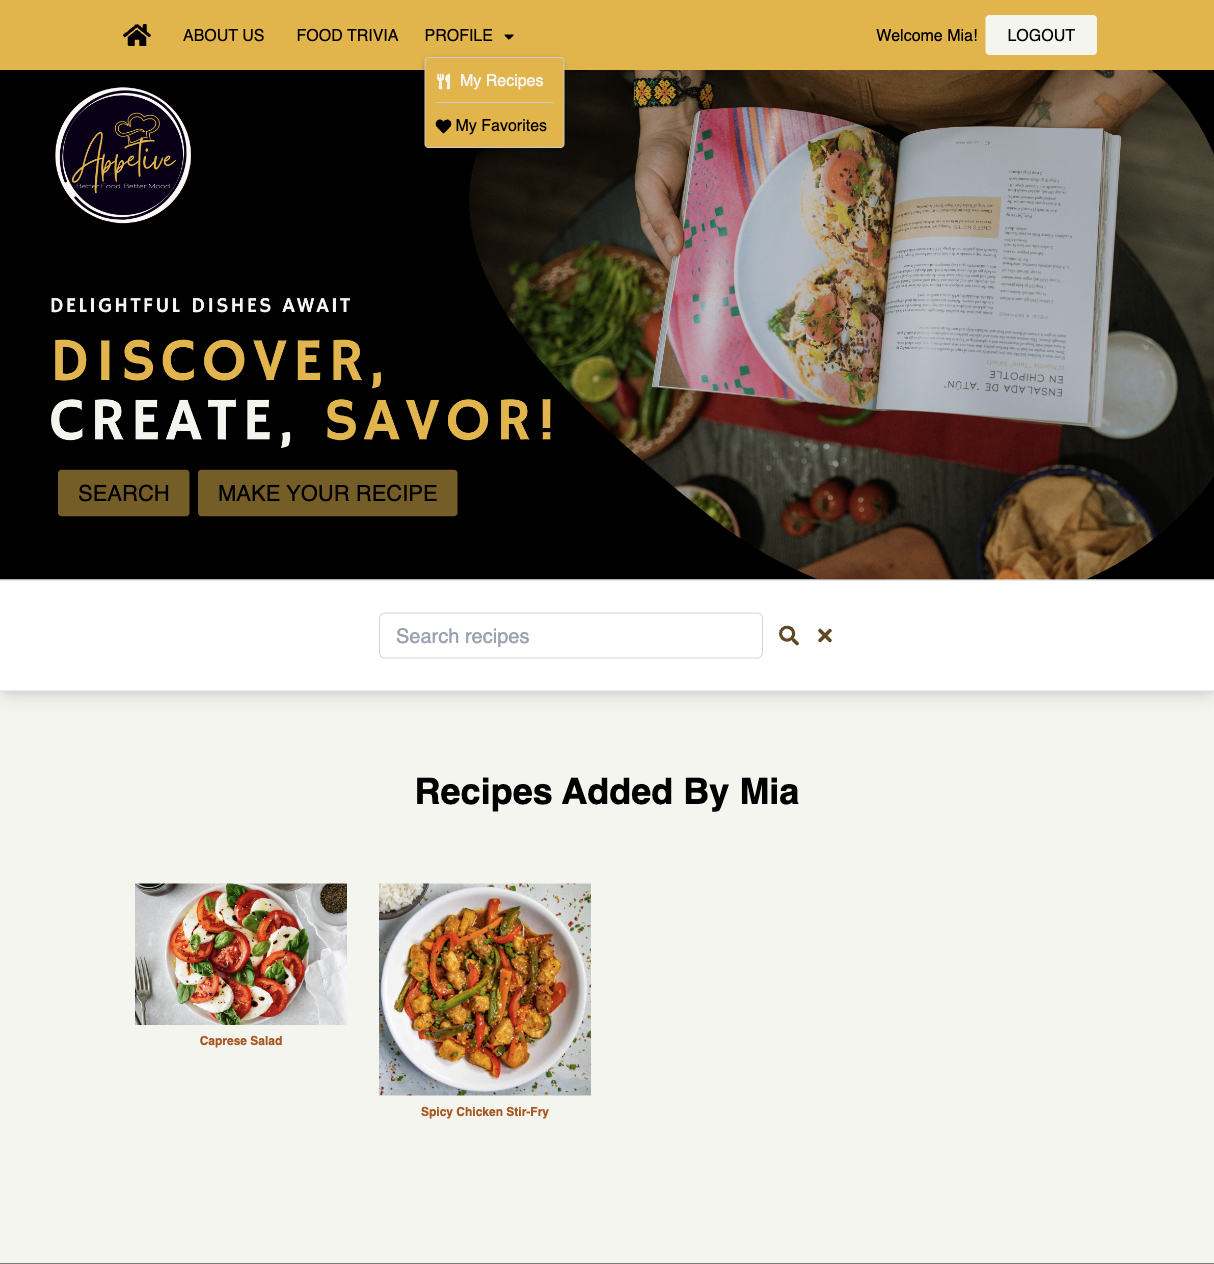 ABOUT US
FOOD TRIVIA
PROFILE
Welcome Mia!
LOGOUT
My Recipes
My Favorites
Appetive
Better Food. Better Mood
ENSALADA DE "ATÚN"
EN CHIPOTLE
DELIGHTFUL DISHES AWAIT
DISCOVER,
CREATE, SAVOR!
SEARCH
MAKE YOUR RECIPE
Search recipes
Recipes Added By Mia
Caprese Salad
Spicy Chicken Stir-Fry